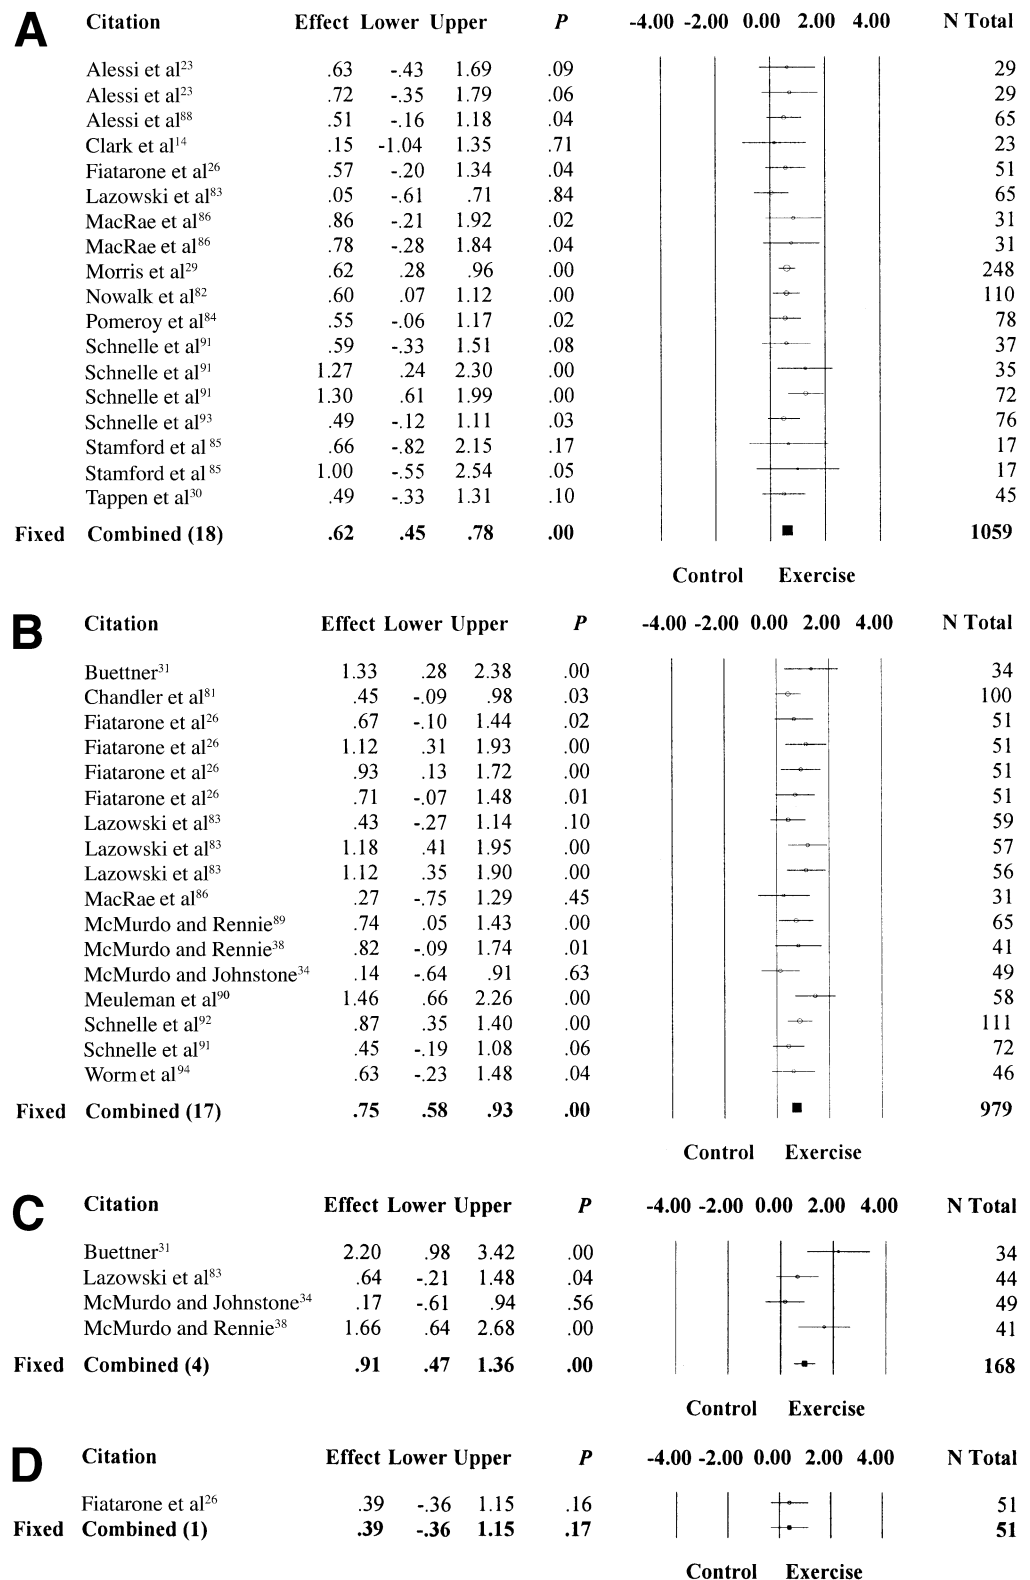 A Citation Effect Lower Upper P -4.00 -2.00 0.00 2.00 4.00 N Total
Alessi et al23 .63 -.43 1.69 .09 29
Alessi et al23 .72 -.35 1.79 .06 29
Alessi et al88 .51 -.16 1.18 .04 65
Clark et al14 .15 -1.04 1.35 .71 23
Fiatarone et al26 .57 -.20 1.34 .04 51
Lazowski et al83 .05 -.61 .71 .84 65
MacRae et al86 .86 -.21 1.92 .02 31
MacRae et al86 .78 -.28 1.84 .04 31
Morris et al29 .62 .28 .96 .00 248
Nowalk et al82 .60 .07 1.12 .00 110
Pomeroy et al84 .55 -.06 1.17 .02 78
Schnelle et al91 .59 -.33 1.51 .08 37
Schnelle et al91 1.27 .24 2.30 .00 35
Schnelle et al91 1.30 .61 1.99 .00 72
Schnelle et al93 .49 -.12 1.11 .03 76
Stamford et al85 .66 -.82 2.15 .17 17
Stamford et al85 1.00 -.55 2.54 .05 17
Tappen et al30 .49 -.33 1.31 .10 45
Fixed Combined (18) .62 .45 .78 .00 1059
Control Exercise
B Citation Effect Lower Upper P -4.00 -2.00 0.00 2.00 4.00 N Total
Buettner31 1.33 .28 2.38 .00 34
Chandler et al81 .45 -.09 .98 .03 100
Fiatarone et al26 .67 -.10 1.44 .02 51
Fiatarone et al26 1.12 .31 1.93 .00 51
Fiatarone et al26 .93 .13 1.72 .00 51
Fiatarone et al26 .71 -.07 1.48 .01 51
Lazowski et al83 .43 -.27 1.14 .10 59
Lazowski et al83 1.18 .41 1.95 .00 57
Lazowski et al83 1.12 .35 1.90 .00 56
MacRae et al86 .27 -.75 1.29 .45 31
McMurdo and Rennie89 .74 .05 1.43 .00 65
McMurdo and Rennie38 .82 -.09 1.74 .01 41
McMurdo and Johnstone34 .14 -.64 .91 .63 49
Meuleman et al90 1.46 .66 2.26 .00 58
Schnelle et al92 .87 .35 1.40 .00 111
Schnelle et al91 .45 -.19 1.08 .06 72
Worm et al94 .63 -.23 1.48 .04 46
Fixed Combined (17) .75 .58 .93 .00 979
Control Exercise
C Citation Effect Lower Upper P -4.00 -2.00 0.00 2.00 4.00 N Total
Buettner31 2.20 .98 3.42 .00 34
Lazowski et al83 .64 -.21 1.48 .04 44
McMurdo and Johnstone34 .17 -.61 .94 .56 49
McMurdo and Rennie38 1.66 .64 2.68 .00 41
Fixed Combined (4) .91 .47 1.36 .00 168
Control Exercise
D Citation Effect Lower Upper P -4.00 -2.00 0.00 2.00 4.00 N Total
Fiatarone et al26 .39 -.36 1.15 .16 51
Fixed Combined (1) .39 -.36 1.15 .17 51
Control Exercise